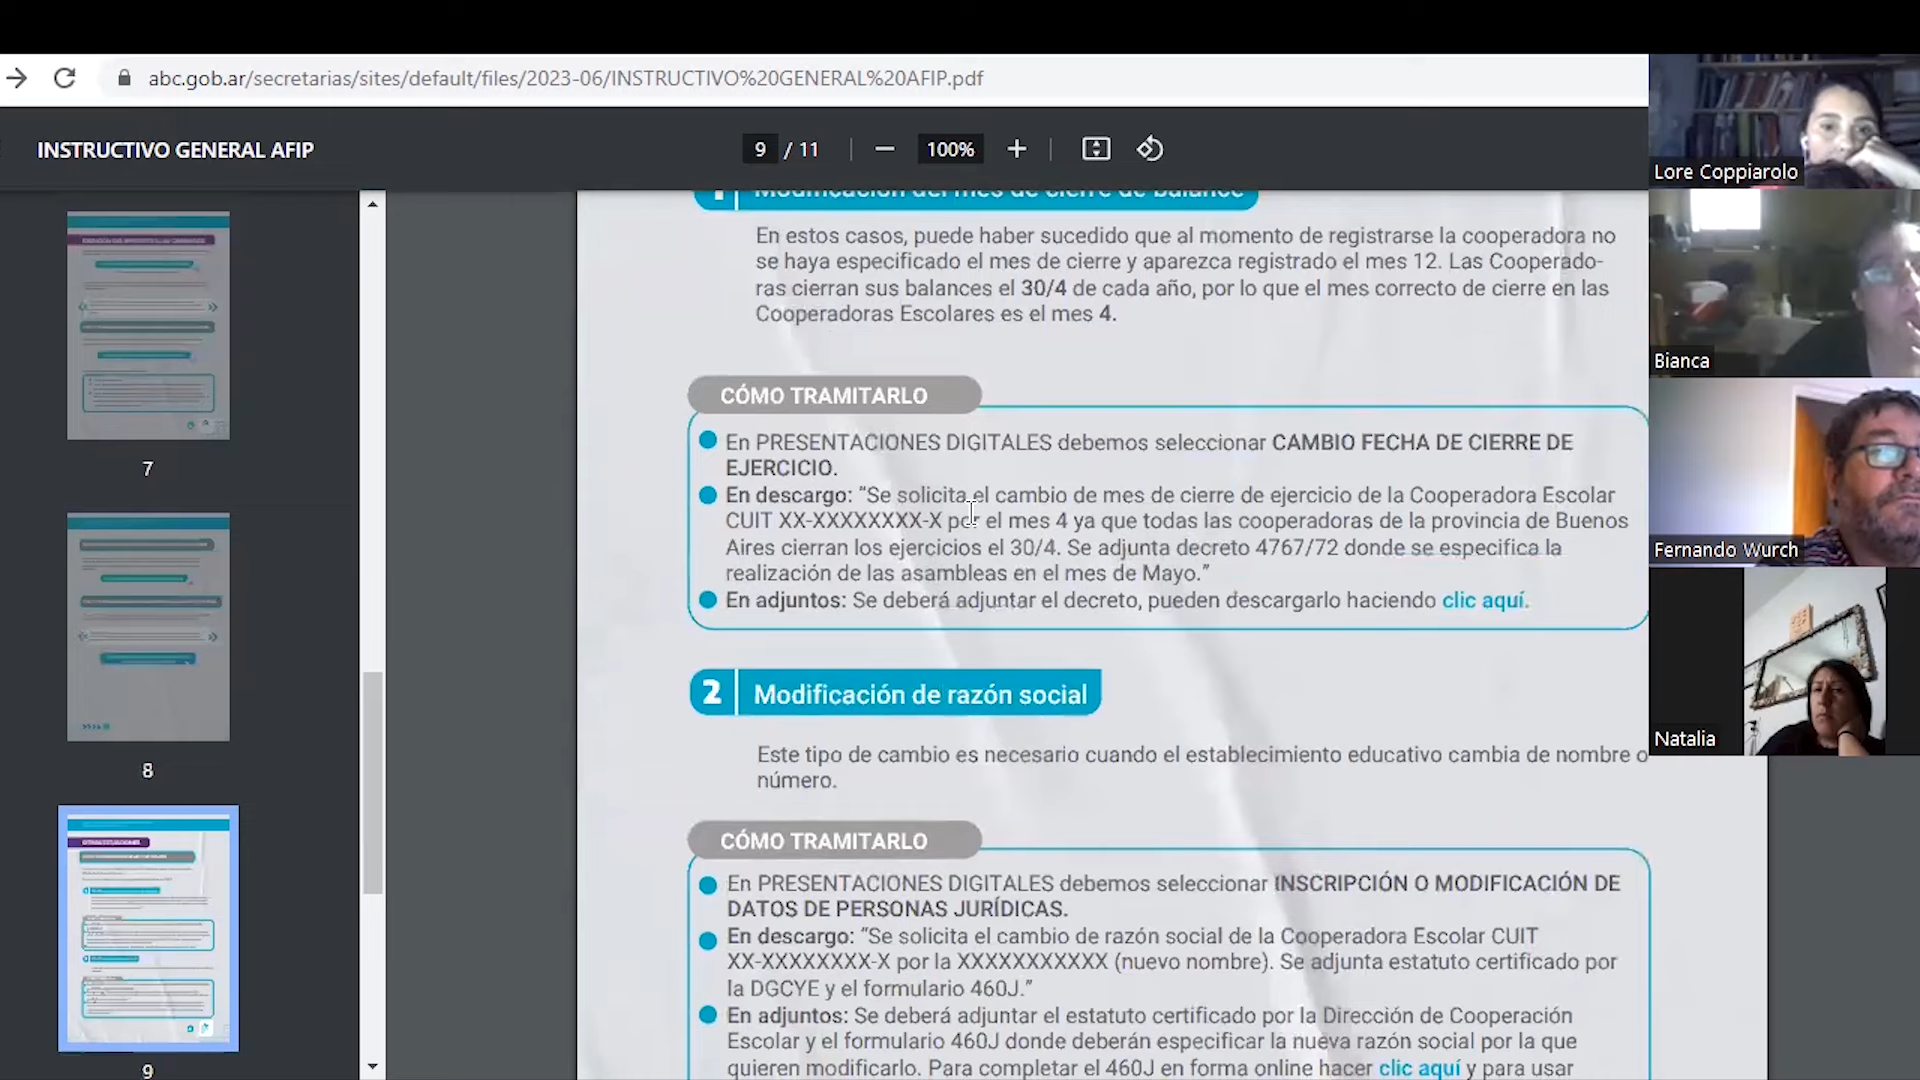 abc.gob.ar/secretarias/sites/default/files/2023-06/INSTRUCTIVO%20GENERAL%20AFIP.pdf
INSTRUCTIVO GENERAL AFIP
9 / 11
100%
7
8
9
1 Modificación del mes de cierre de balance
En estos casos, puede haber sucedido que al momento de registrarse la cooperadora no
se haya especificado el mes de cierre y aparezca registrado el mes 12. Las Cooperado-
ras cierran sus balances el 30/4 de cada año, por lo que el mes correcto de cierre en las
Cooperadoras Escolares es el mes 4.
CÓMO TRAMITARLO
En PRESENTACIONES DIGITALES debemos seleccionar CAMBIO FECHA DE CIERRE DE
EJERCICIO.
En descargo: “Se solicita el cambio de mes de cierre de ejercicio de la Cooperadora Escolar
CUIT XX-XXXXXXXX-X por el mes 4 ya que todas las cooperadoras de la provincia de Buenos
Aires cierran los ejercicios el 30/4. Se adjunta decreto 4767/72 donde se especifica la
realización de las asambleas en el mes de Mayo.”
En adjuntos: Se deberá adjuntar el decreto, pueden descargarlo haciendo clic aquí.
2 Modificación de razón social
Este tipo de cambio es necesario cuando el establecimiento educativo cambia de nombre o
número.
CÓMO TRAMITARLO
En PRESENTACIONES DIGITALES debemos seleccionar INSCRIPCIÓN O MODIFICACIÓN DE
DATOS DE PERSONAS JURÍDICAS.
En descargo: “Se solicita el cambio de razón social de la Cooperadora Escolar CUIT
XX-XXXXXXXX-X por la XXXXXXXXXXX (nuevo nombre). Se adjunta estatuto certificado por
la DGCYE y el formulario 460J.”
En adjuntos: Se deberá adjuntar el estatuto certificado por la Dirección de Cooperación
Escolar y el formulario 460J donde deberán especificar la nueva razón social por la que
quieren modificarlo. Para completar el 460J en forma online hacer clic aquí y para usar
Lore Coppiarolo
Bianca
Fernando Wurch
Natalia